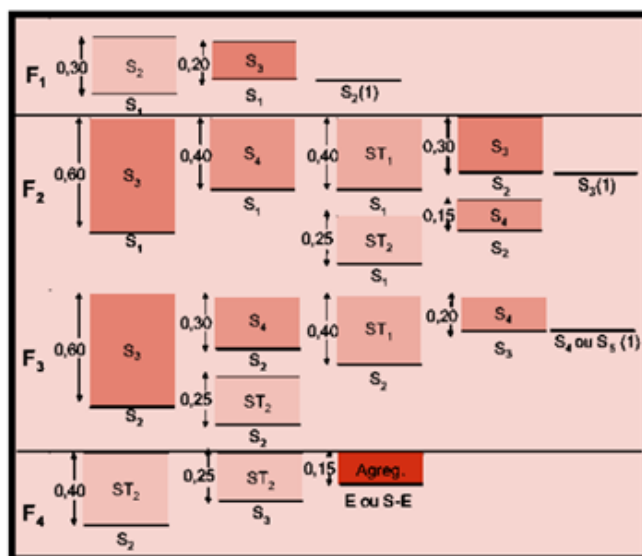 F1
0,30
S2
S1
0,20
S3
S1
S2(1)
F2
0,60
S3
S1
0,40
S4
S1
0,40
ST1
S1
0,25
ST2
S1
0,30
S3
S2
0,15
S4
S2
S3(1)
F3
0,60
S3
S2
0,30
S4
S2
0,25
ST2
S2
0,40
ST1
S2
0,20
S4
S3
S4 ou S5 (1)
F4
0,40
ST2
S2
0,25
ST2
S3
0,15
Agreg.
E ou S-E